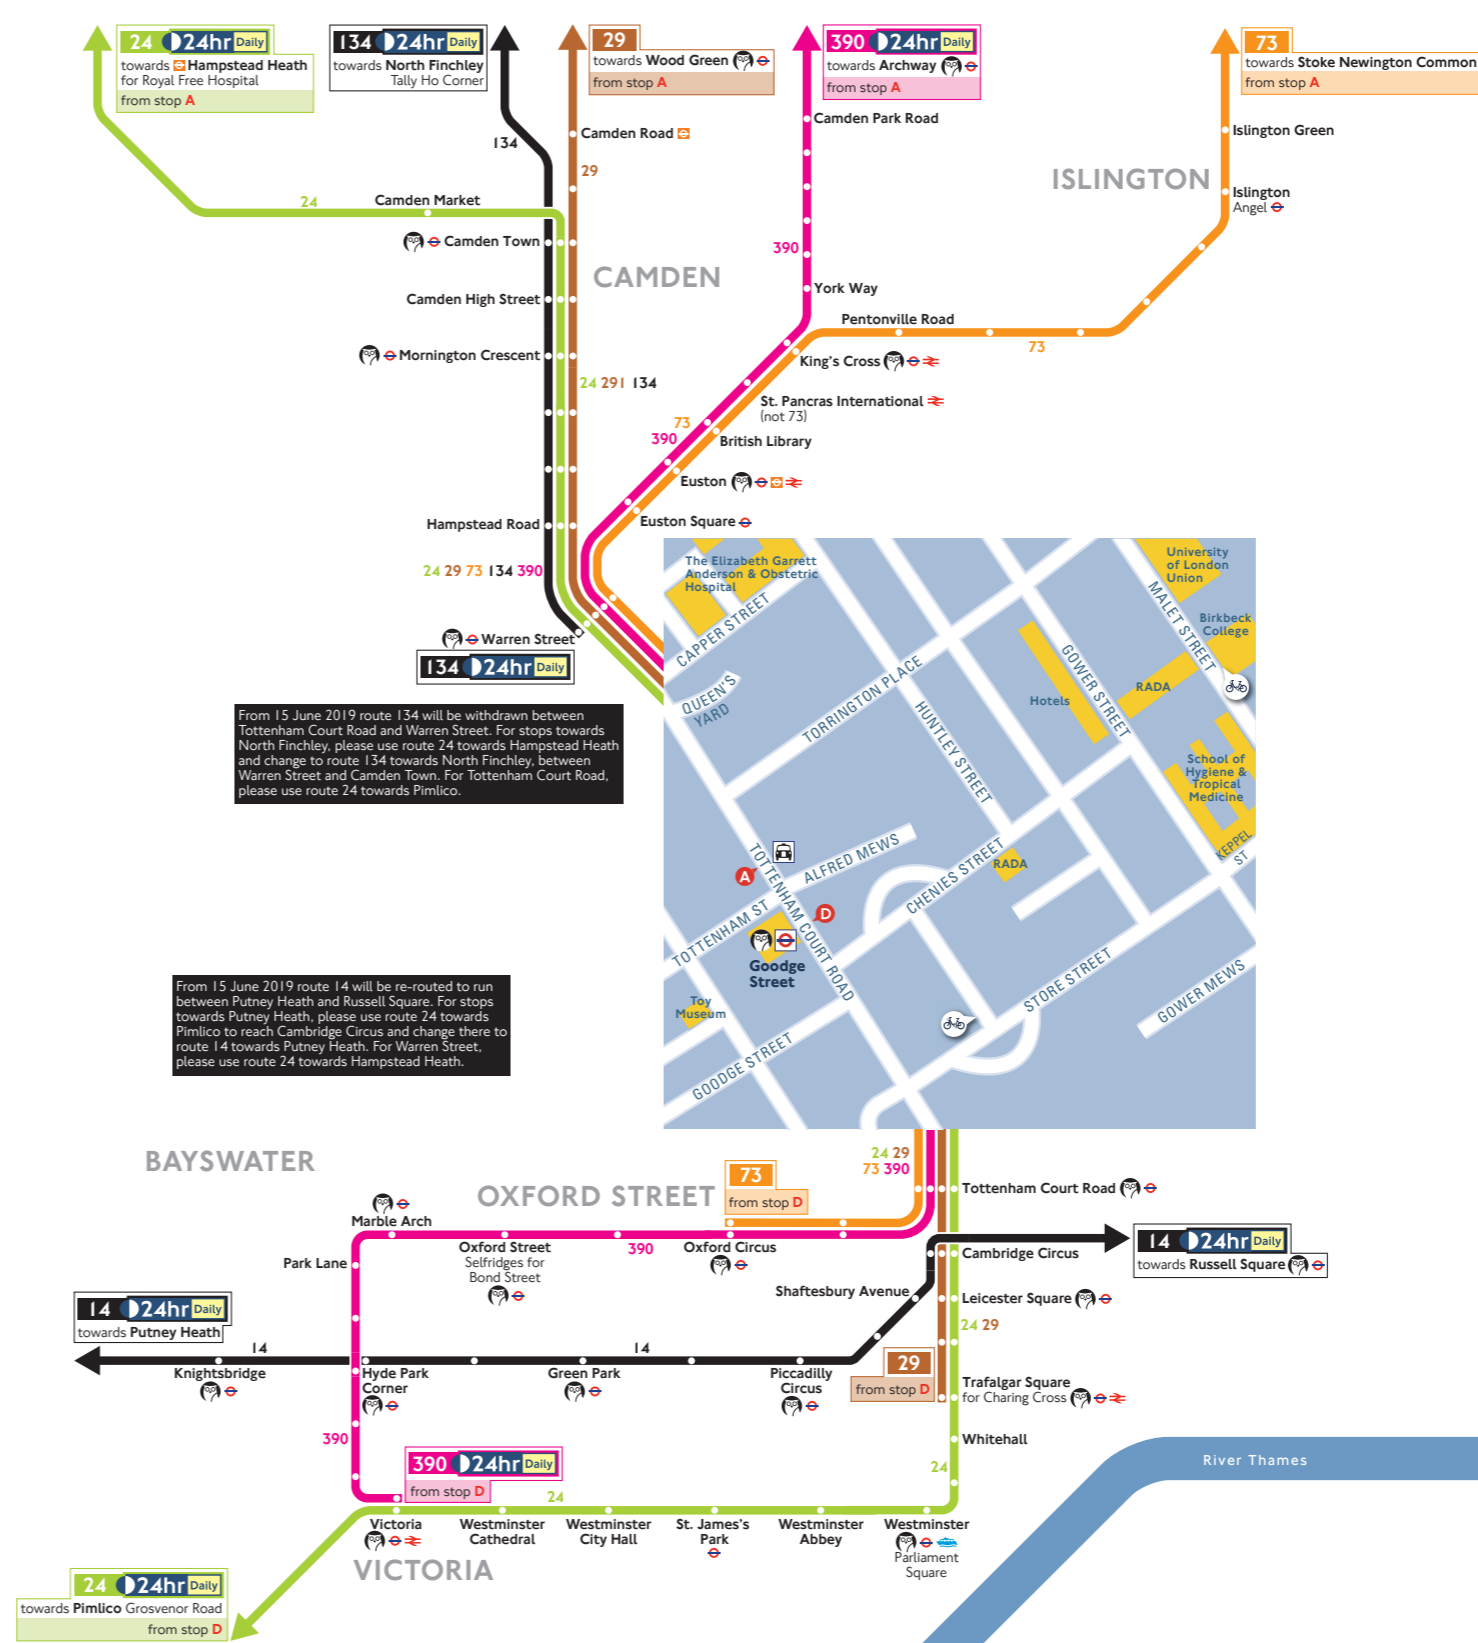 24 24hr Daily
towards Hampstead Heath
for Royal Free Hospital
from stop A
134 24hr Daily
towards North Finchley
Tally Ho Corner
29
towards Wood Green
from stop A
390 24hr Daily
towards Archway
from stop A
73
towards Stoke Newington Common
from stop A
134
Camden Road
29
Camden Park Road
Islington Green
ISLINGTON
Islington
Angel
24
Camden Market
Camden Town
390
CAMDEN
Camden High Street
York Way
Pentonville Road
73
Mornington Crescent
King's Cross
24 291 134
St. Pancras International
(not 73)
73
390
British Library
Euston
Hampstead Road
Euston Square
24 29 73 134 390
Warren Street
134 24hr Daily
From 15 June 2019 route 134 will be withdrawn between
Tottenham Court Road and Warren Street. For stops towards
North Finchley, please use route 24 towards Hampstead Heath
and change to route 134 towards North Finchley, between
Warren Street and Camden Town. For Tottenham Court Road,
please use route 24 towards Pimlico.
The Elizabeth Garrett
Anderson & Obstetric
Hospital
University
of London
Union
CAPPER STREET
MALET STREET
Birkbeck
College
QUEEN'S
YARD
TORRINGTON PLACE
GOWER STREET
Hotels
RADA
HUNTLEY STREET
School of
Hygiene &
Tropical
Medicine
KEPPEL
ST
TOTTENHAM COURT ROAD
ALFRED MEWS
CHENIES STREET
RADA
A
D
TOTTENHAM ST
Goodge
Street
Toy
Museum
STORE STREET
GOWER MEWS
GOODGE STREET
From 15 June 2019 route 14 will be re-routed to run
between Putney Heath and Russell Square. For stops
towards Putney Heath, please use route 24 towards
Pimlico to reach Cambridge Circus and change there to
route 14 towards Putney Heath. For Warren Street,
please use route 24 towards Hampstead Heath.
BAYSWATER
OXFORD STREET
24 29
73 390
73
from stop D
Tottenham Court Road
Marble Arch
Park Lane
Oxford Street
Selfridges for
Bond Street
390
Oxford Circus
Cambridge Circus
14 24hr Daily
towards Russell Square
Shaftesbury Avenue
Leicester Square
24 29
14 24hr Daily
towards Putney Heath
14
14
Knightsbridge
Hyde Park
Corner
Green Park
Piccadilly
Circus
29
from stop D
Trafalgar Square
for Charing Cross
390
Whitehall
390 24hr Daily
from stop D
24
24
River Thames
Victoria
Westminster
Cathedral
Westminster
City Hall
St. James's
Park
Westminster
Abbey
Westminster
Parliament
Square
VICTORIA
24 24hr Daily
towards Pimlico Grosvenor Road
from stop D